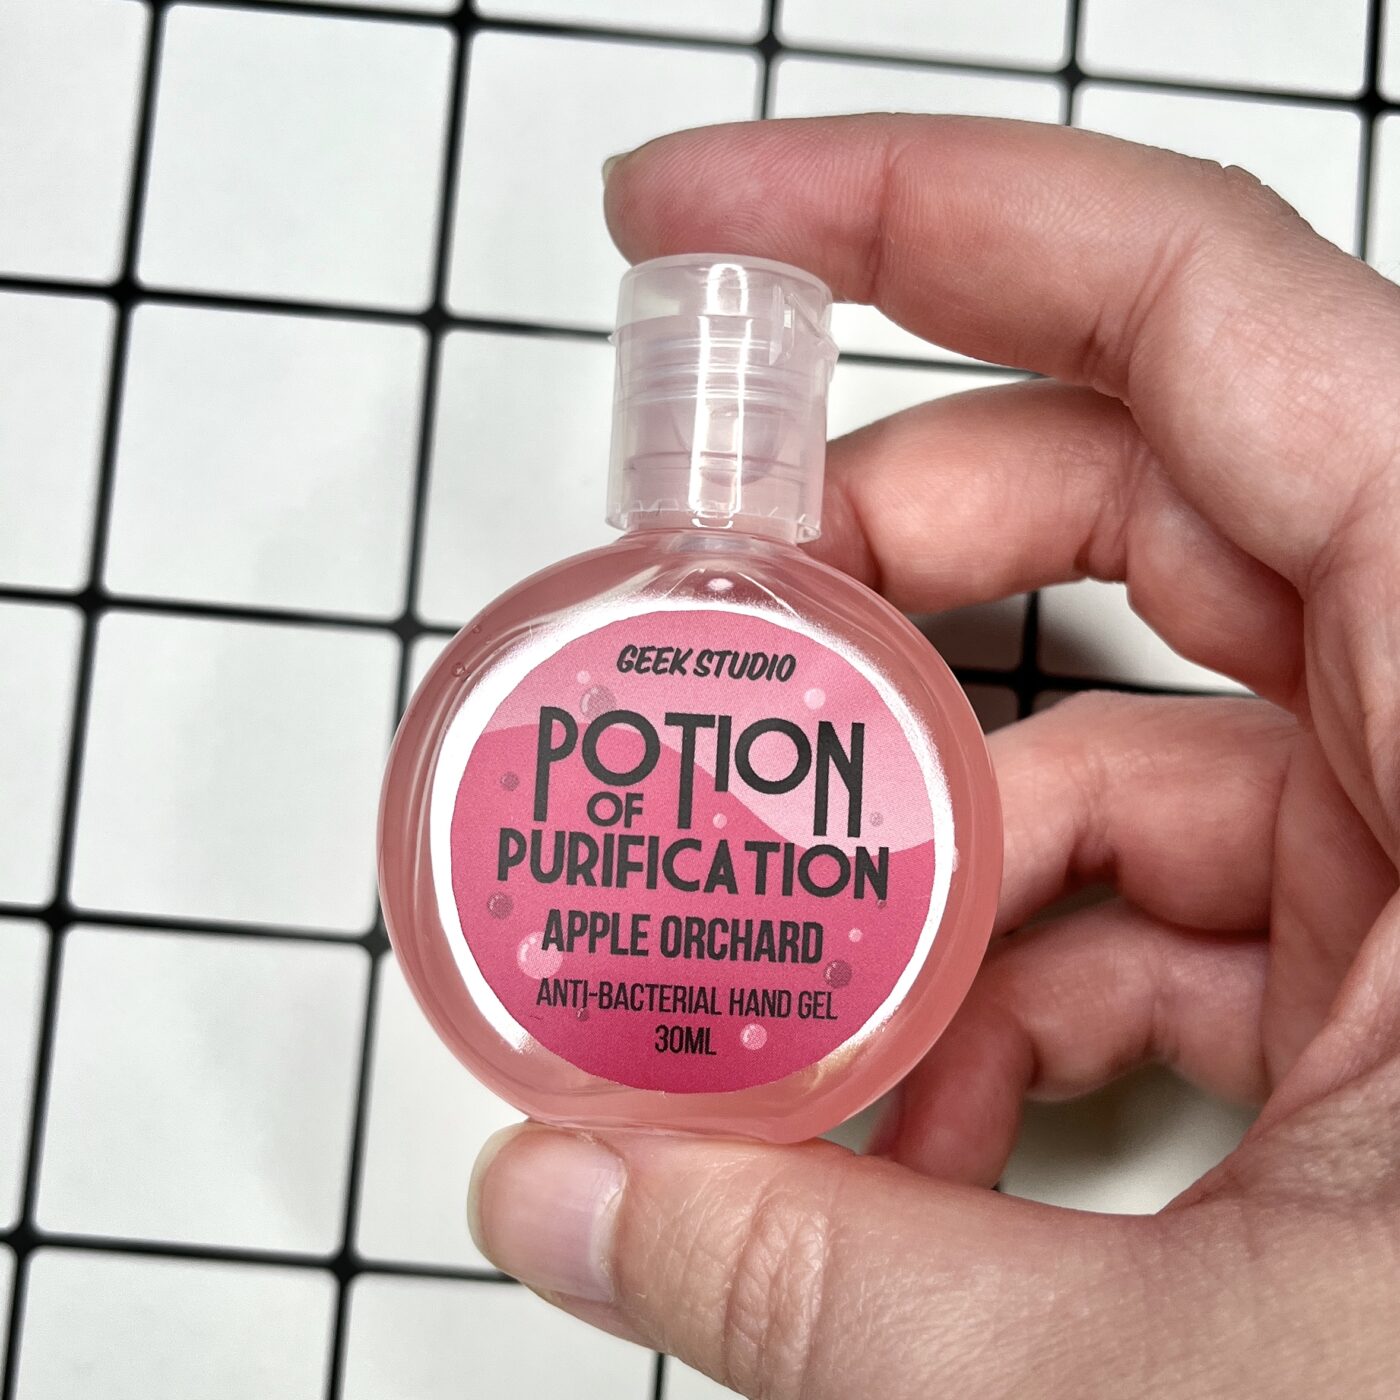 GEEK STUDIO
POTION
OF
PURIFICATION
APPLE ORCHARD
ANTI-BACTERIAL HAND GEL
30ML